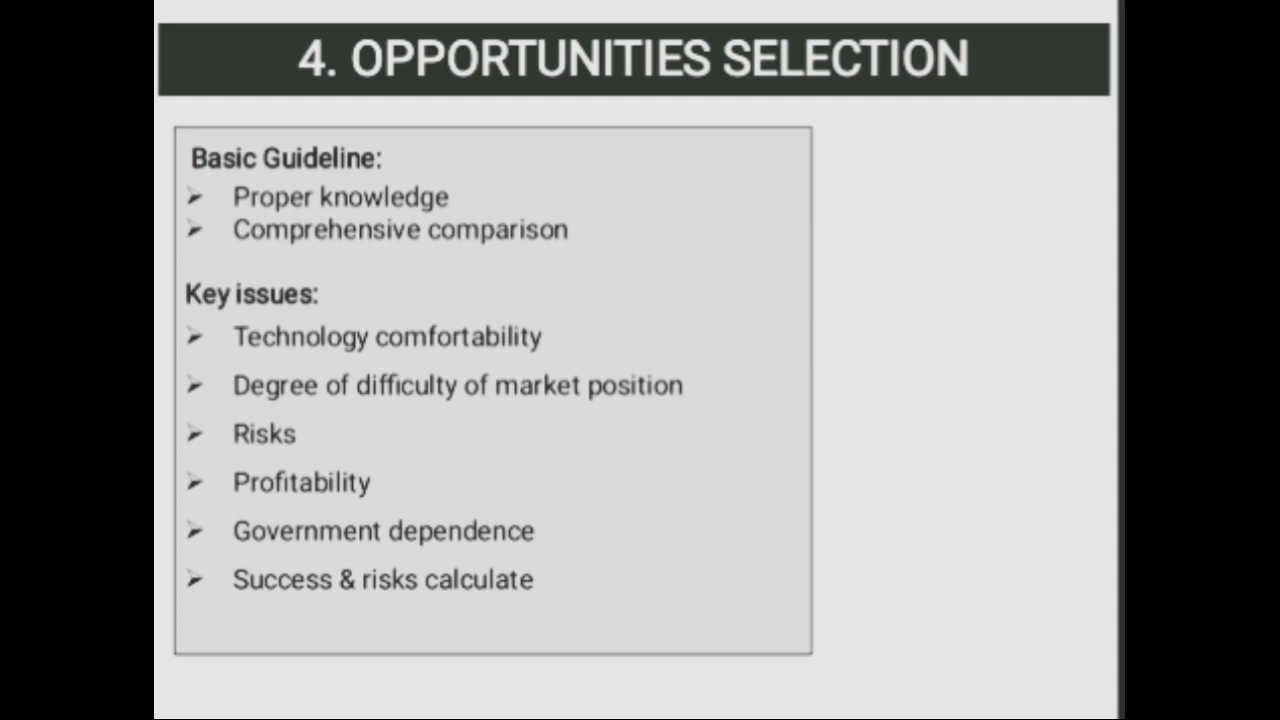 4. OPPORTUNITIES SELECTION
Basic Guideline:
➢ Proper knowledge
➢ Comprehensive comparison
Key issues:
➢ Technology comfortability
➢ Degree of difficulty of market position
➢ Risks
➢ Profitability
➢ Government dependence
➢ Success & risks calculate